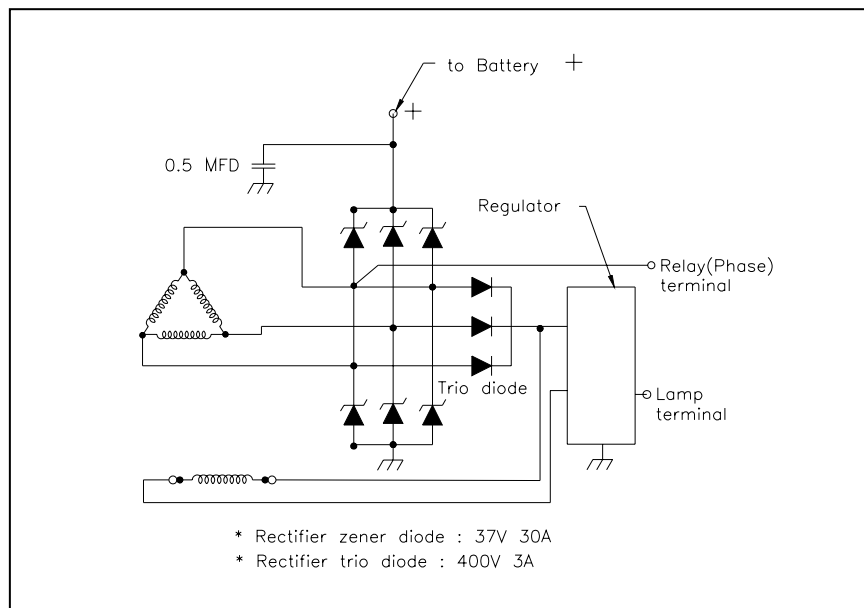 to Battery +
+
0.5 MFD
Regulator
Relay(Phase)
terminal
Trio diode
Lamp
terminal
* Rectifier zener diode : 37V 30A
* Rectifier trio diode : 400V 3A